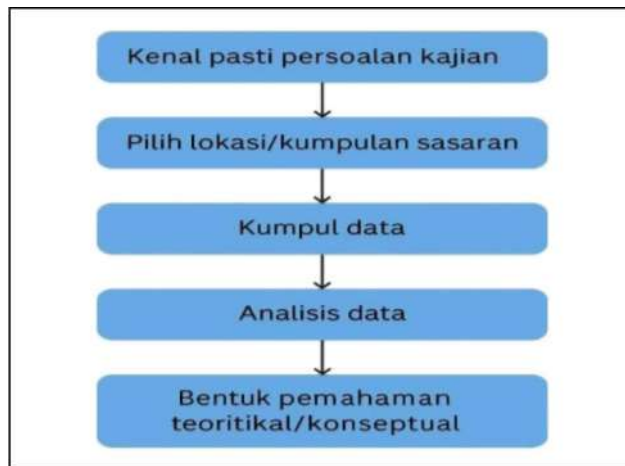 Kenal pasti persoalan kajian
Pilih lokasi/kumpulan sasaran
Kumpul data
Analisis data
Bentuk pemahaman
teoritikal/konseptual